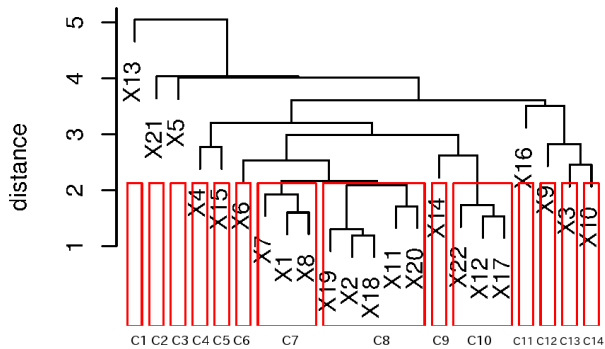 distance
5
4
3
2
1
X13
X21
X5
X4
X15
X6
X7
X1
X8
X19
X2
X18
X11
X20
X14
X22
X12
X17
X16
X9
X3
X10
C1 C2 C3 C4 C5 C6 C7 C8 C9 C10 C11 C12 C13 C14